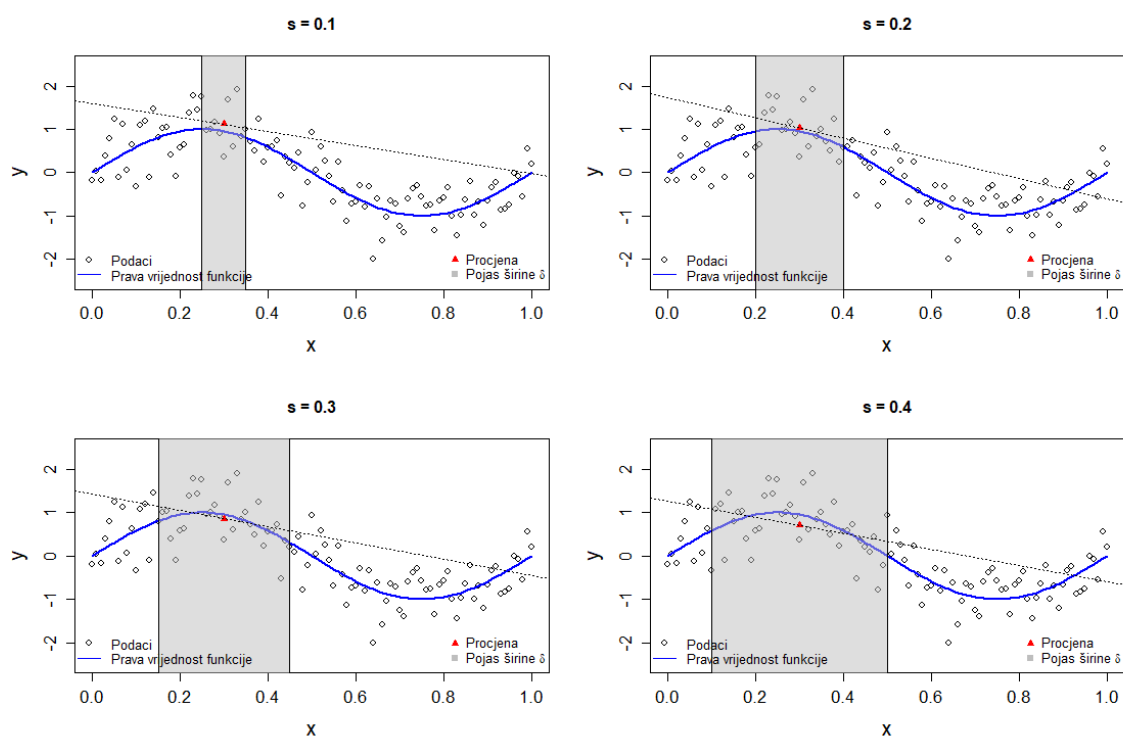 s = 0.1
y
2
1
0
-1
-2
Podaci
Prava vrijednost funkcije
Procjena
Pojas širine δ
0.0 0.2 0.4 0.6 0.8 1.0
x
s = 0.2
y
2
1
0
-1
-2
Podaci
Prava vrijednost funkcije
Procjena
Pojas širine δ
0.0 0.2 0.4 0.6 0.8 1.0
x
s = 0.3
y
2
1
0
-1
-2
Podaci
Prava vrijednost funkcije
Procjena
Pojas širine δ
0.0 0.2 0.4 0.6 0.8 1.0
x
s = 0.4
y
2
1
0
-1
-2
Podaci
Prava vrijednost funkcije
Procjena
Pojas širine δ
0.0 0.2 0.4 0.6 0.8 1.0
x